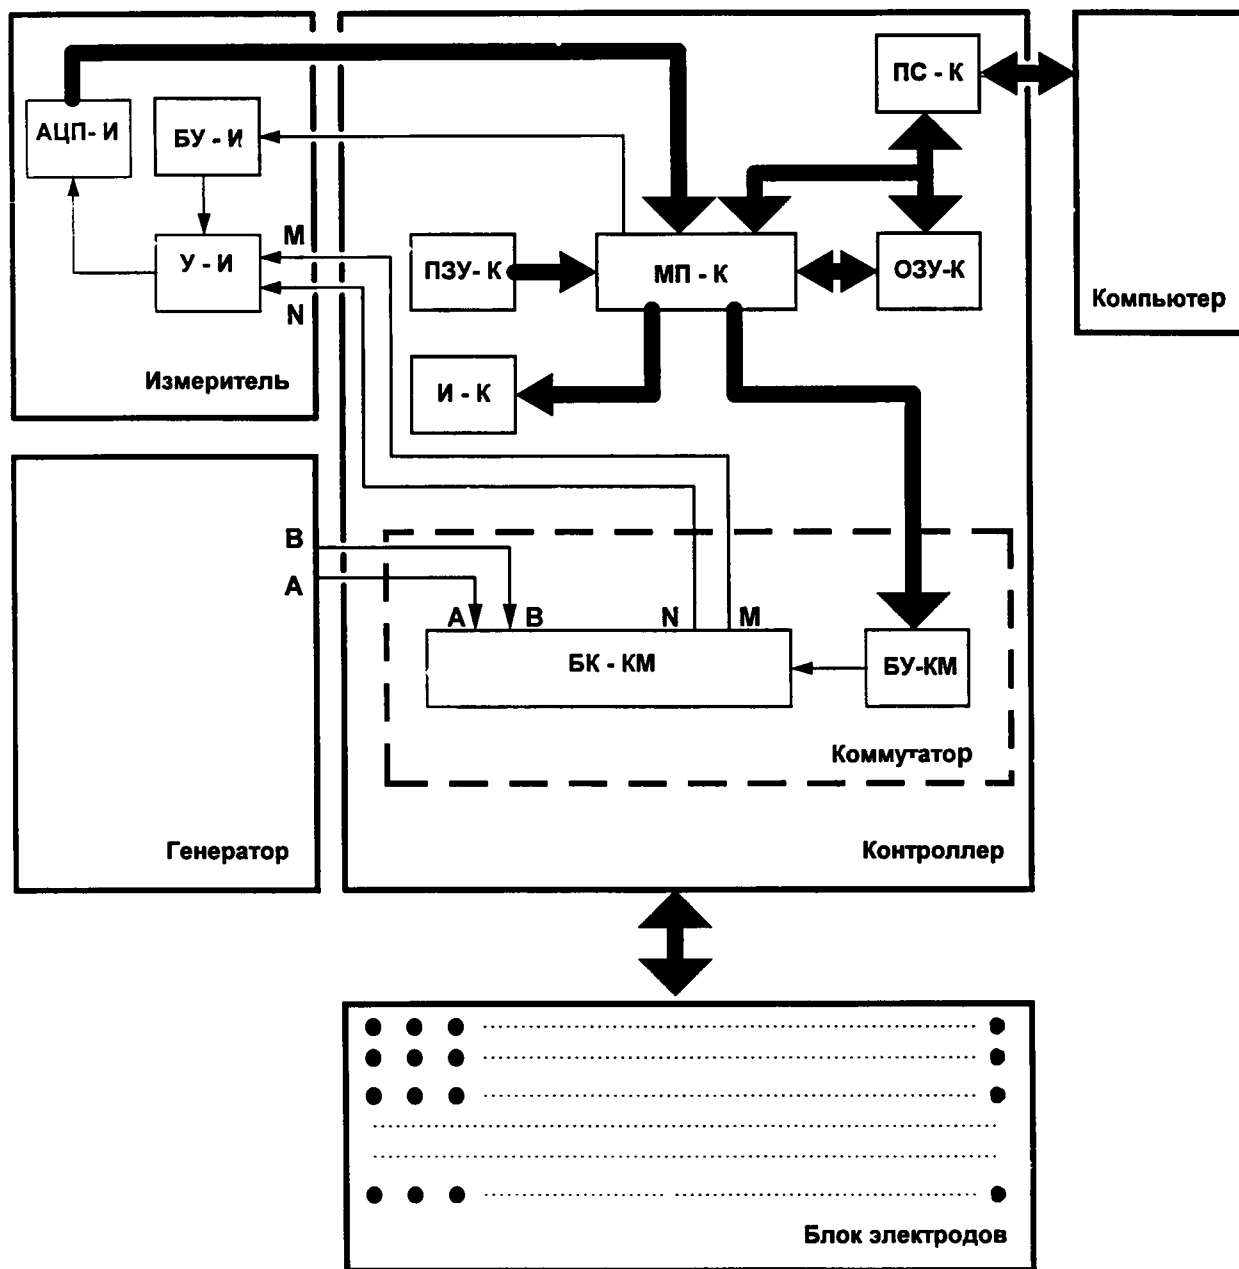 ПС - К
АЦП- И
БУ - И
У - И
M
N
ПЗУ- К
МП - К
ОЗУ-К
Компьютер
Измеритель
И - К
B
A
A
B
N
M
БК - КМ
БУ-КМ
Коммутатор
Генератор
Контроллер
Блок электродов